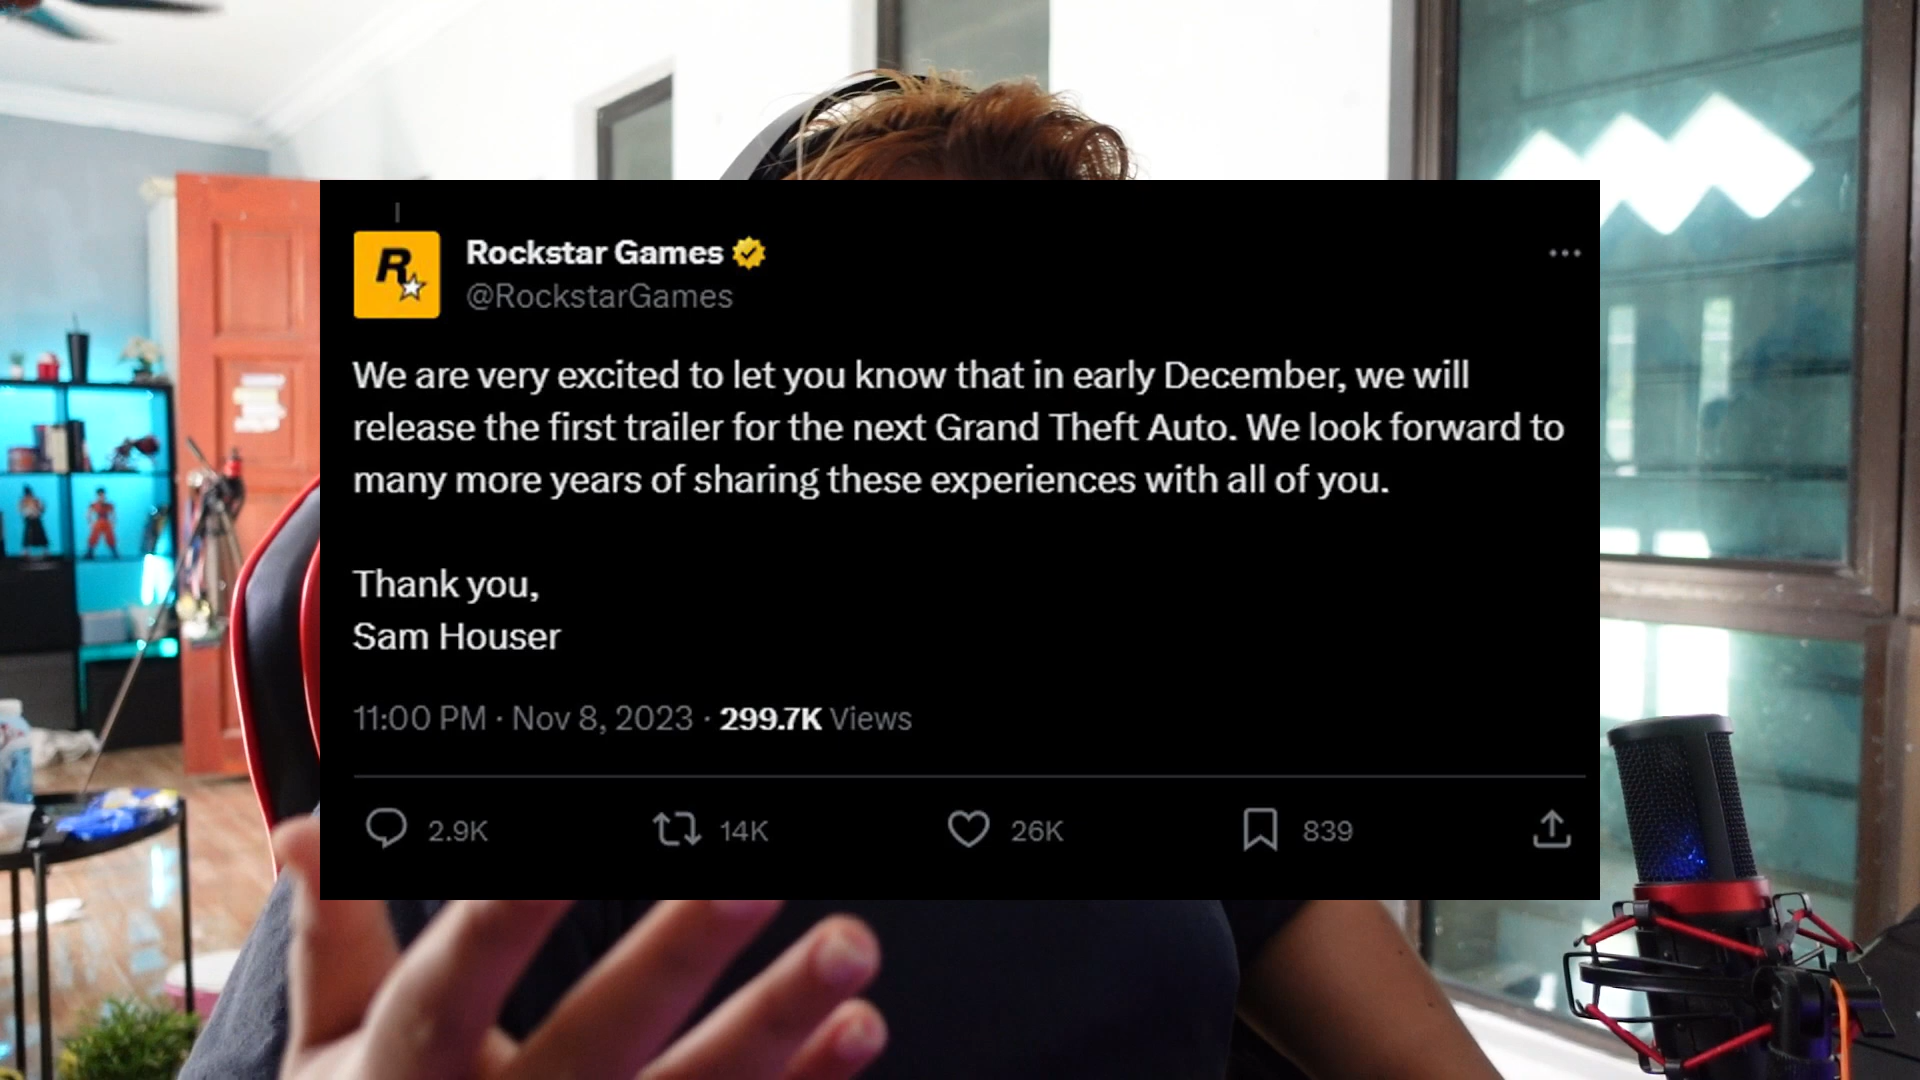 Rockstar Games
@RockstarGames
We are very excited to let you know that in early December, we will
release the first trailer for the next Grand Theft Auto. We look forward to
many more years of sharing these experiences with all of you.
Thank you,
Sam Houser
11:00 PM · Nov 8, 2023 · 299.7K Views
2.9K 14K 26K 839